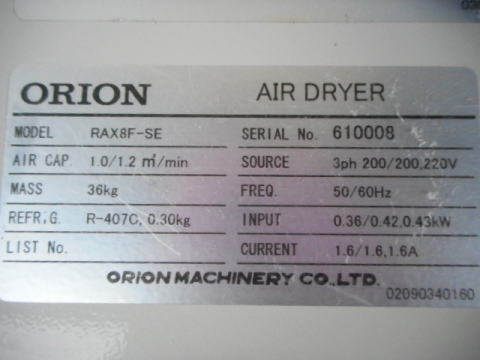 ORION AIR DRYER
MODEL RAX8F-SE SERIAL No. 610008
AIR CAP. 1.0/1.2 m³/min SOURCE 3ph 200/200,220V
MASS 36kg FREQ. 50/60Hz
REFR,G. R-407C, 0.30kg INPUT 0.36/0.42,0.43kW
LIST No. CURRENT 1.6/1.6,1.6A
ORION MACHINERY CO.,LTD.
02090340160